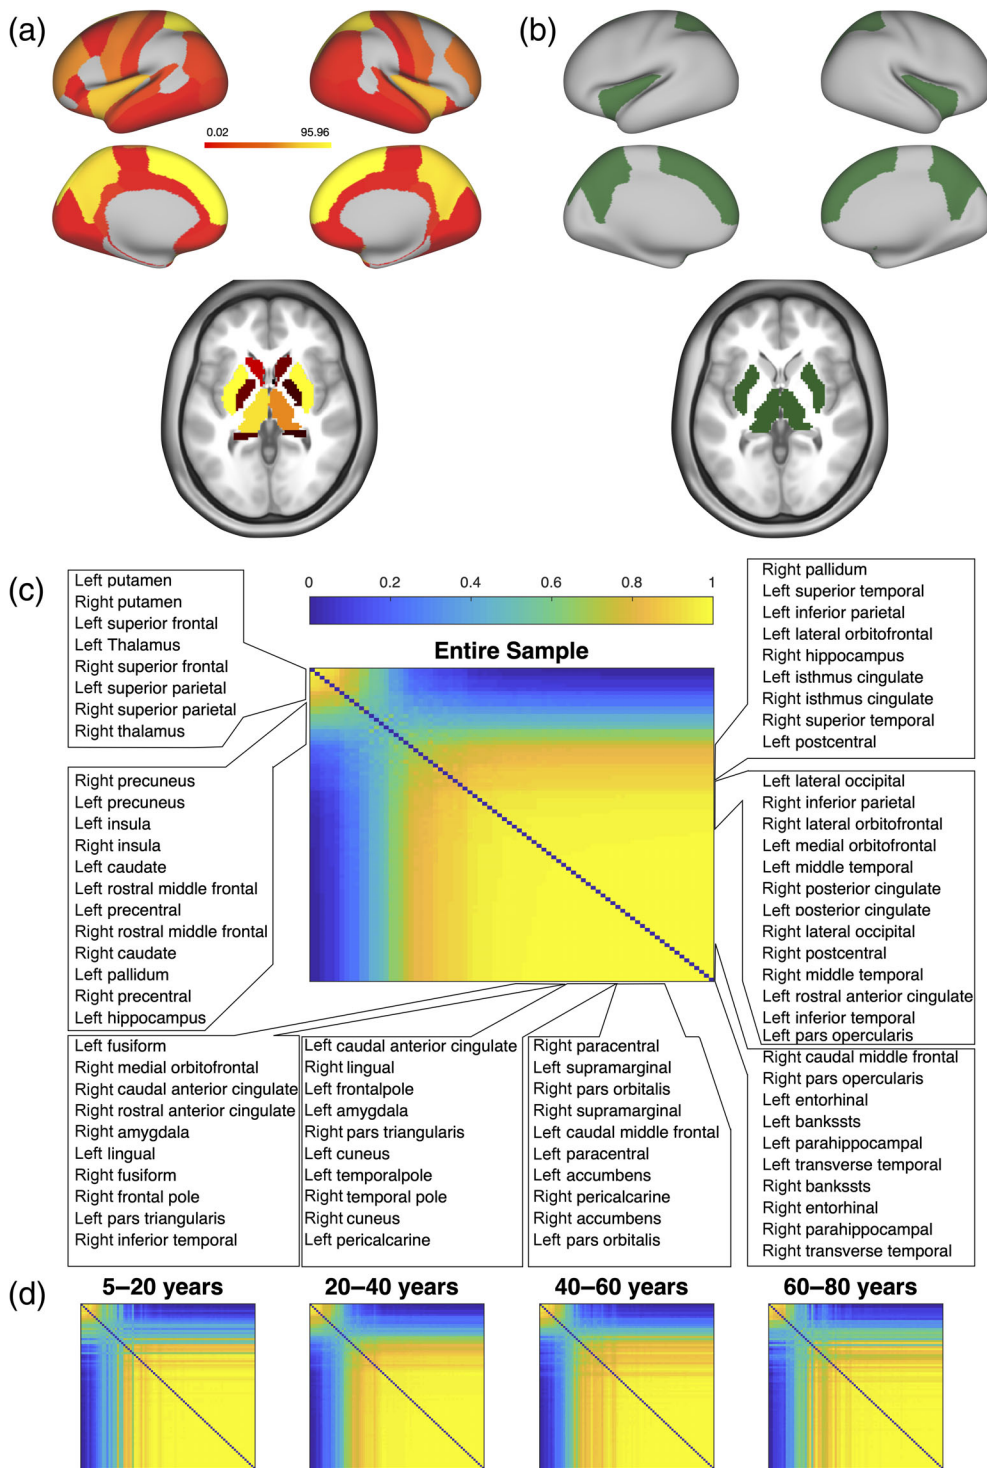 (a)
(b)
0.02
95.96
(c)
0
0.2
0.4
0.6
0.8
1
Entire Sample
Left putamen
Right putamen
Left superior frontal
Left Thalamus
Right superior frontal
Left superior parietal
Right superior parietal
Right thalamus
Right precuneus
Left precuneus
Left insula
Right insula
Left caudate
Left rostral middle frontal
Left precentral
Right rostral middle frontal
Right caudate
Left pallidum
Right precentral
Left hippocampus
Right pallidum
Left superior temporal
Left inferior parietal
Left lateral orbitofrontal
Right hippocampus
Left isthmus cingulate
Right isthmus cingulate
Right superior temporal
Left postcentral
Left lateral occipital
Right inferior parietal
Right lateral orbitofrontal
Left medial orbitofrontal
Left middle temporal
Right posterior cingulate
Left posterior cingulate
Right lateral occipital
Right postcentral
Right middle temporal
Left rostral anterior cingulate
Left inferior temporal
Left pars opercularis
Left fusiform
Right medial orbitofrontal
Right caudal anterior cingulate
Right rostral anterior cingulate
Right amygdala
Left lingual
Right fusiform
Right frontal pole
Left pars triangularis
Right inferior temporal
Left caudal anterior cingulate
Right lingual
Left frontalpole
Left amygdala
Right pars triangularis
Left cuneus
Left temporalpole
Right temporal pole
Right cuneus
Left pericalcarine
Right paracentral
Left supramarginal
Right pars orbitalis
Right supramarginal
Left caudal middle frontal
Left paracentral
Left accumbens
Right pericalcarine
Right accumbens
Left pars orbitalis
Right caudal middle frontal
Right pars opercularis
Left entorhinal
Left bankssts
Left parahippocampal
Left transverse temporal
Right bankssts
Right entorhinal
Right parahippocampal
Right transverse temporal
(d)
5–20 years
20–40 years
40–60 years
60–80 years